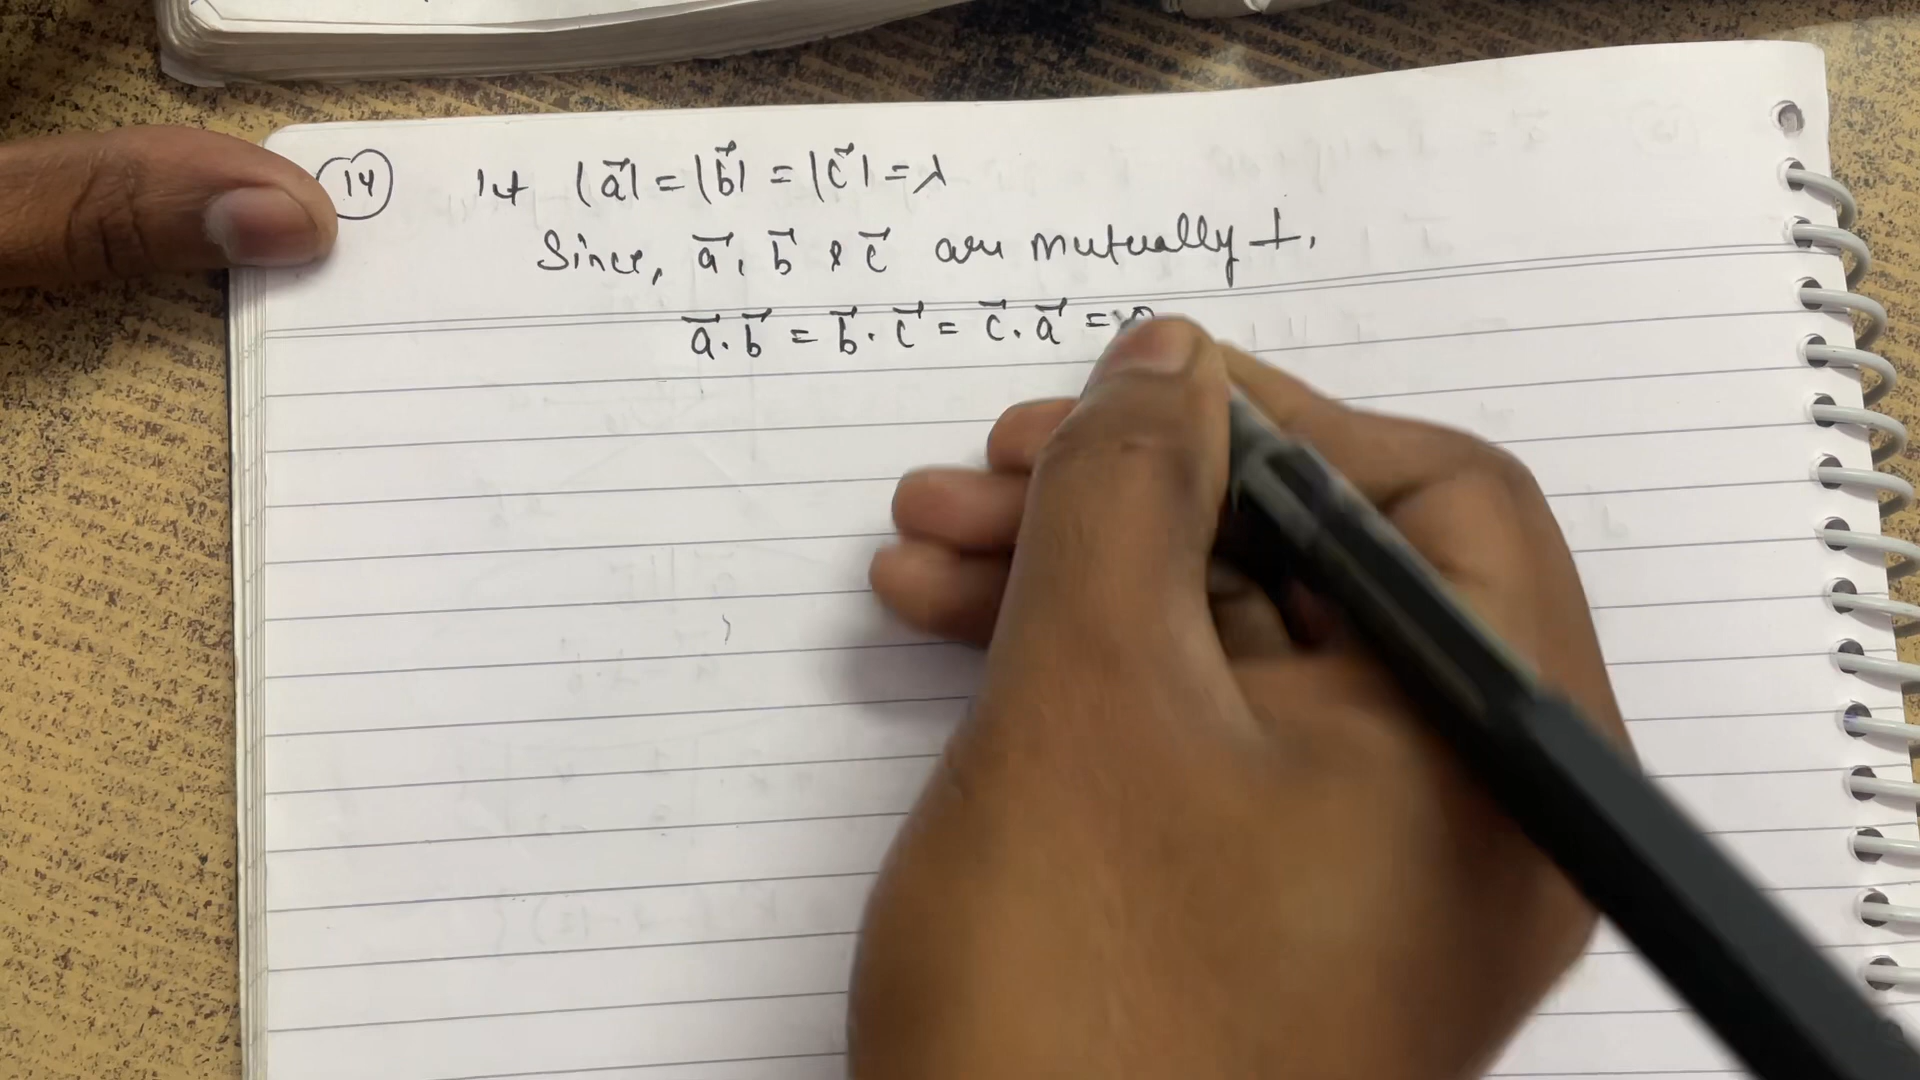 (14) let |a⃗| = |b⃗| = |c⃗| = λ
Since, a⃗, b⃗ & c⃗ are mutually ⊥.
a⃗.b⃗ = b⃗.c⃗ = c⃗.a⃗ =